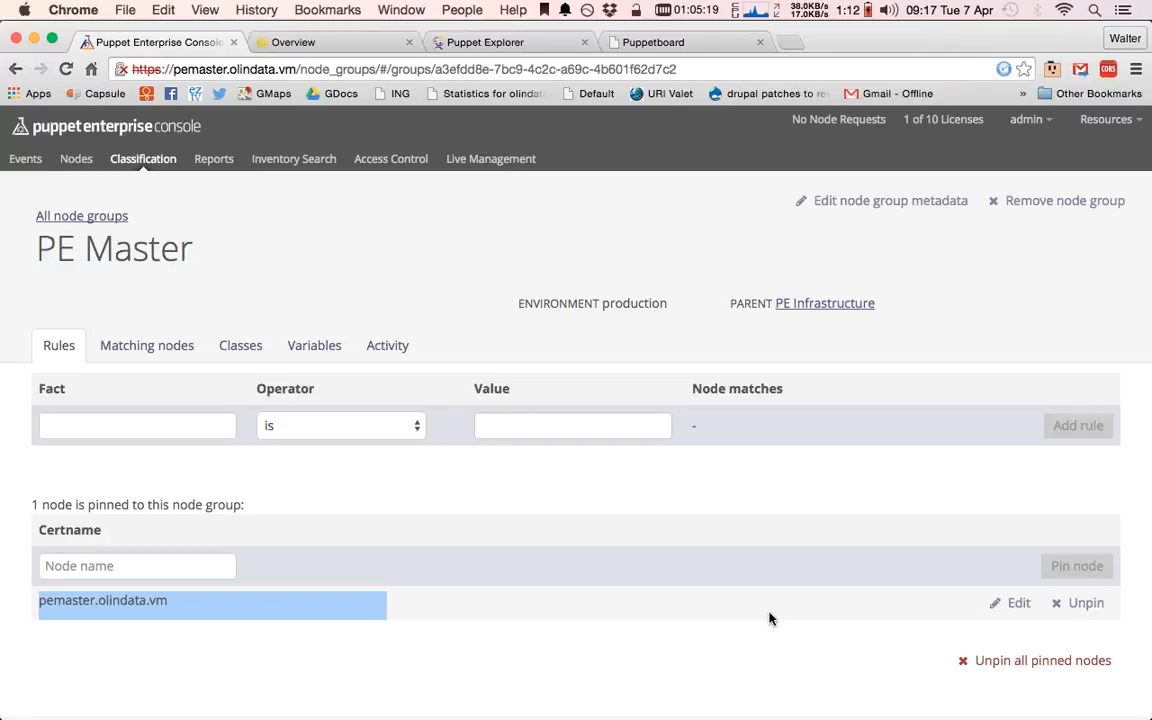 Chrome File Edit View History Bookmarks Window People Help 01:05:19 38.0KB/s 17.0KB/s 1:12 09:17 Tue 7 Apr
Puppet Enterprise Console Overview Puppet Explorer Puppetboard Walter
https://pemaster.olindata.vm/node_groups/#/groups/a3efdd8e-7bc9-4c2c-a69c-4b601f62d7c2
Apps Capsule GMaps GDocs ING Statistics for olindata Default URI Valet drupal patches to rev Gmail - Offline » Other Bookmarks
puppet enterprise console No Node Requests 1 of 10 Licenses admin Resources
Events Nodes Classification Reports Inventory Search Access Control Live Management
Edit node group metadata Remove node group
All node groups
PE Master
ENVIRONMENT production PARENT PE Infrastructure
Rules Matching nodes Classes Variables Activity
Fact Operator Value Node matches
is - Add rule
1 node is pinned to this node group:
Certname
Node name Pin node
pemaster.olindata.vm Edit Unpin
Unpin all pinned nodes